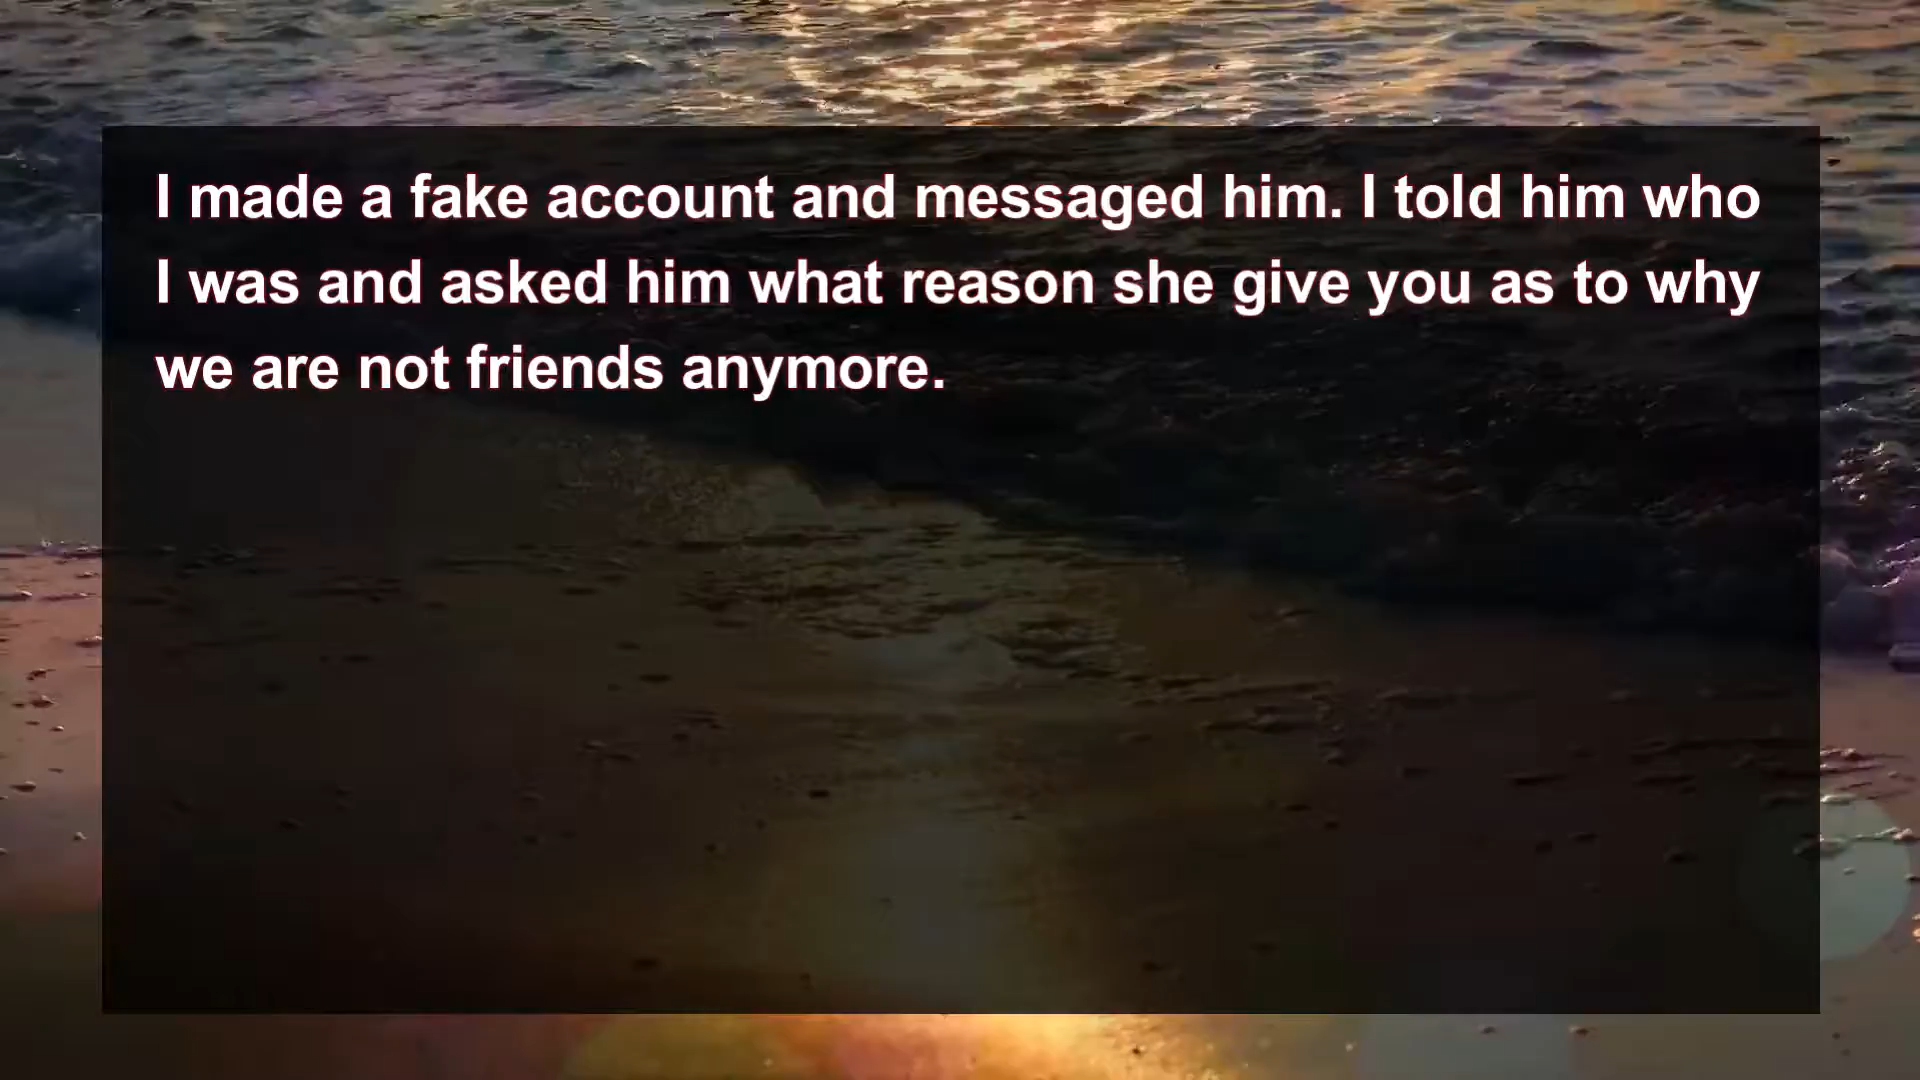 I made a fake account and messaged him. I told him who
I was and asked him what reason she give you as to why
we are not friends anymore.